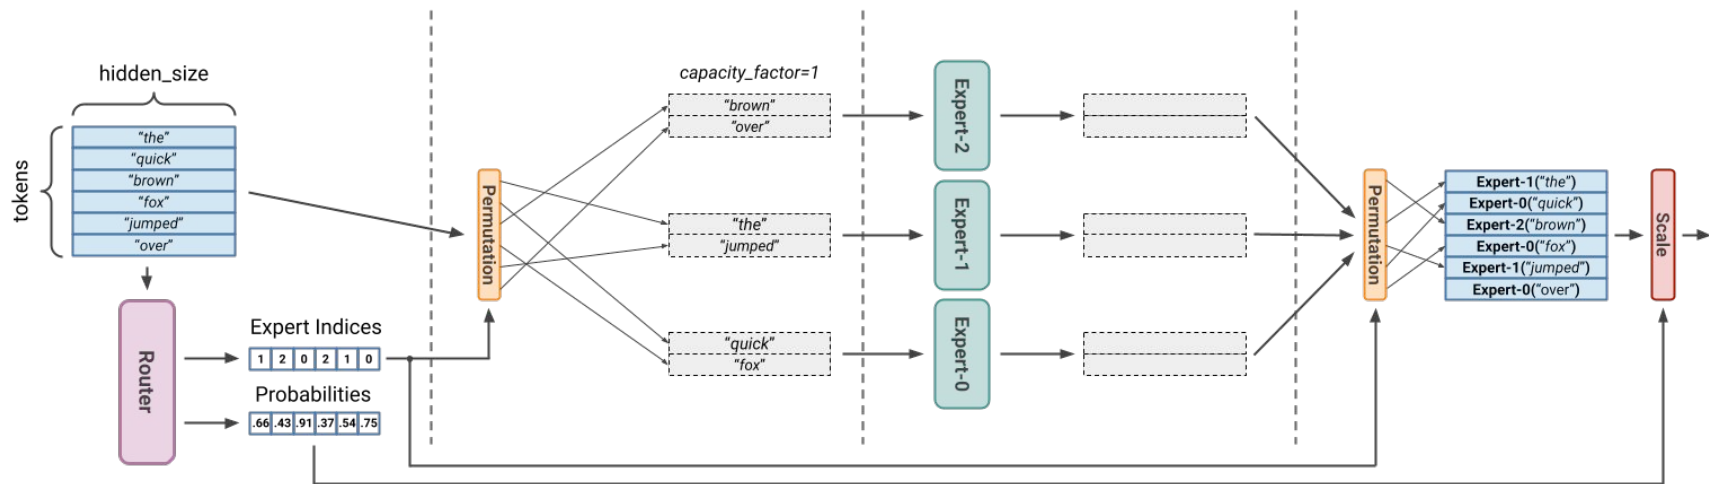 hidden_size
tokens
“the”
“quick”
“brown”
“fox”
“jumped”
“over”
Router
Expert Indices
1 2 0 2 1 0
Probabilities
.66 .43 .91 .37 .54 .75
Permutation
capacity_factor=1
“brown”
“over”
“the”
“jumped”
“quick”
“fox”
Expert-2
Expert-1
Expert-0
Permutation
Expert-1(“the”)
Expert-0(“quick”)
Expert-2(“brown”)
Expert-0(“fox”)
Expert-1(“jumped”)
Expert-0(“over”)
Scale